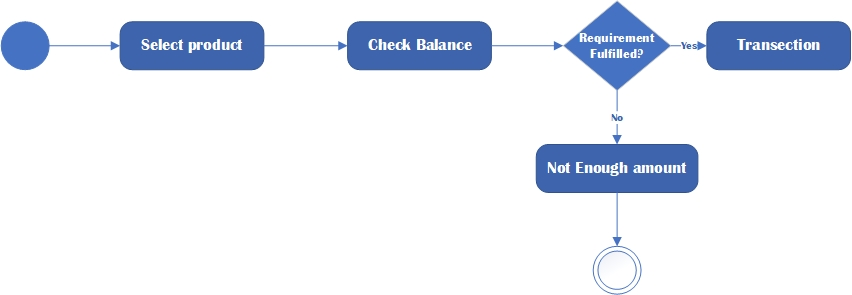 Select product
Check Balance
Requirement
Fulfilled?
Yes
Transection
No
Not Enough amount